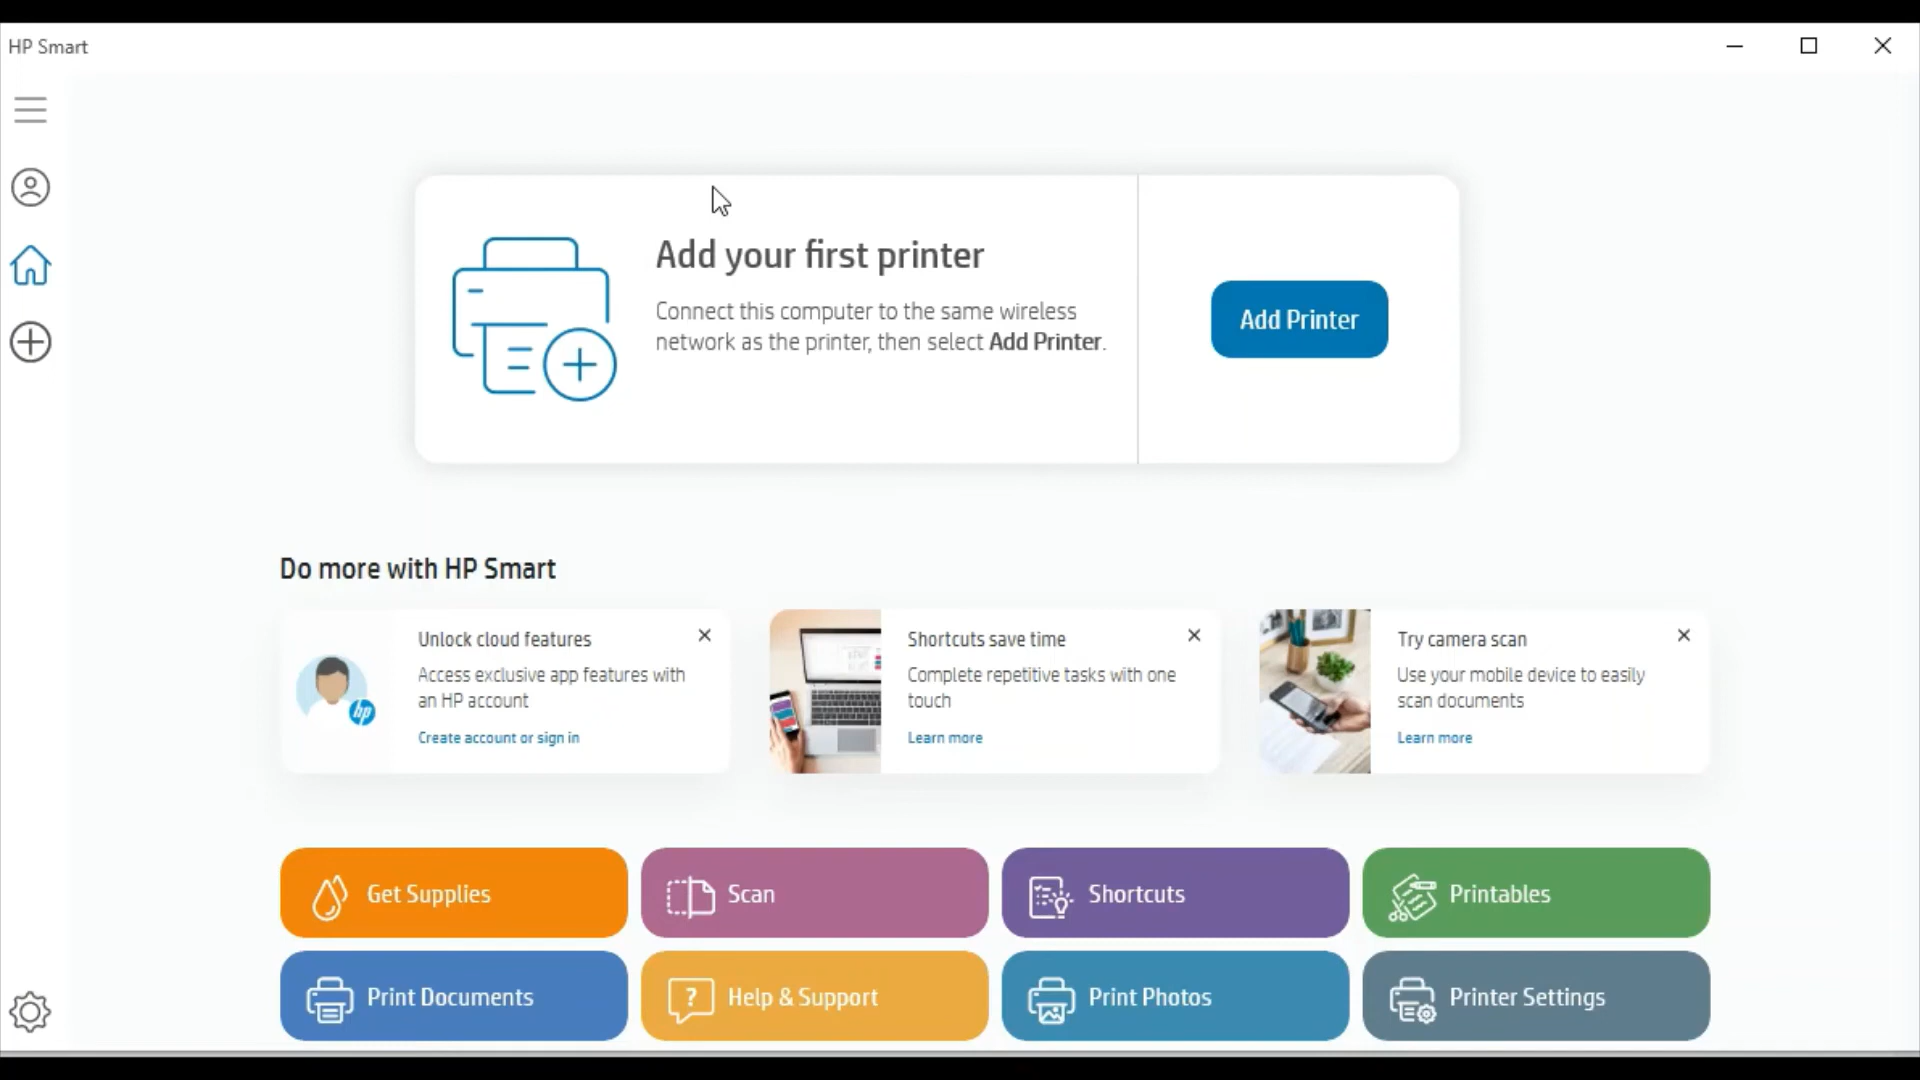 HP Smart
Add your first printer
Connect this computer to the same wireless
network as the printer, then select Add Printer.
Add Printer
Do more with HP Smart
Unlock cloud features
Access exclusive app features with
an HP account
Create account or sign in
hp
Shortcuts save time
Complete repetitive tasks with one
touch
Learn more
Try camera scan
Use your mobile device to easily
scan documents
Learn more
Get Supplies
Scan
Shortcuts
Printables
Print Documents
? Help & Support
Print Photos
Printer Settings